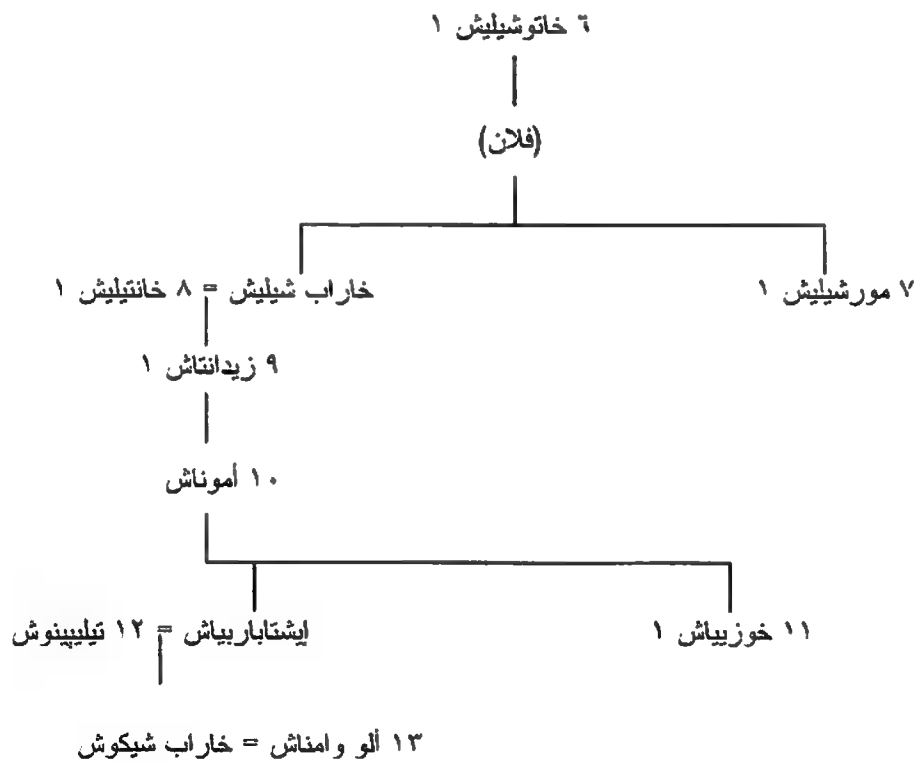 ٦ خاتوشيليش ١
(فلان)
٧ مورشيليش ١
خاراب شيليش = ٨ خانتيليش ١
٩ زيدانتاش ١
١٠ أموناش
١١ خوزيياش ١
إيشتاباريياش = ١٢ تيليپينوش
١٣ ألو وامناش = خاراب شيكوش